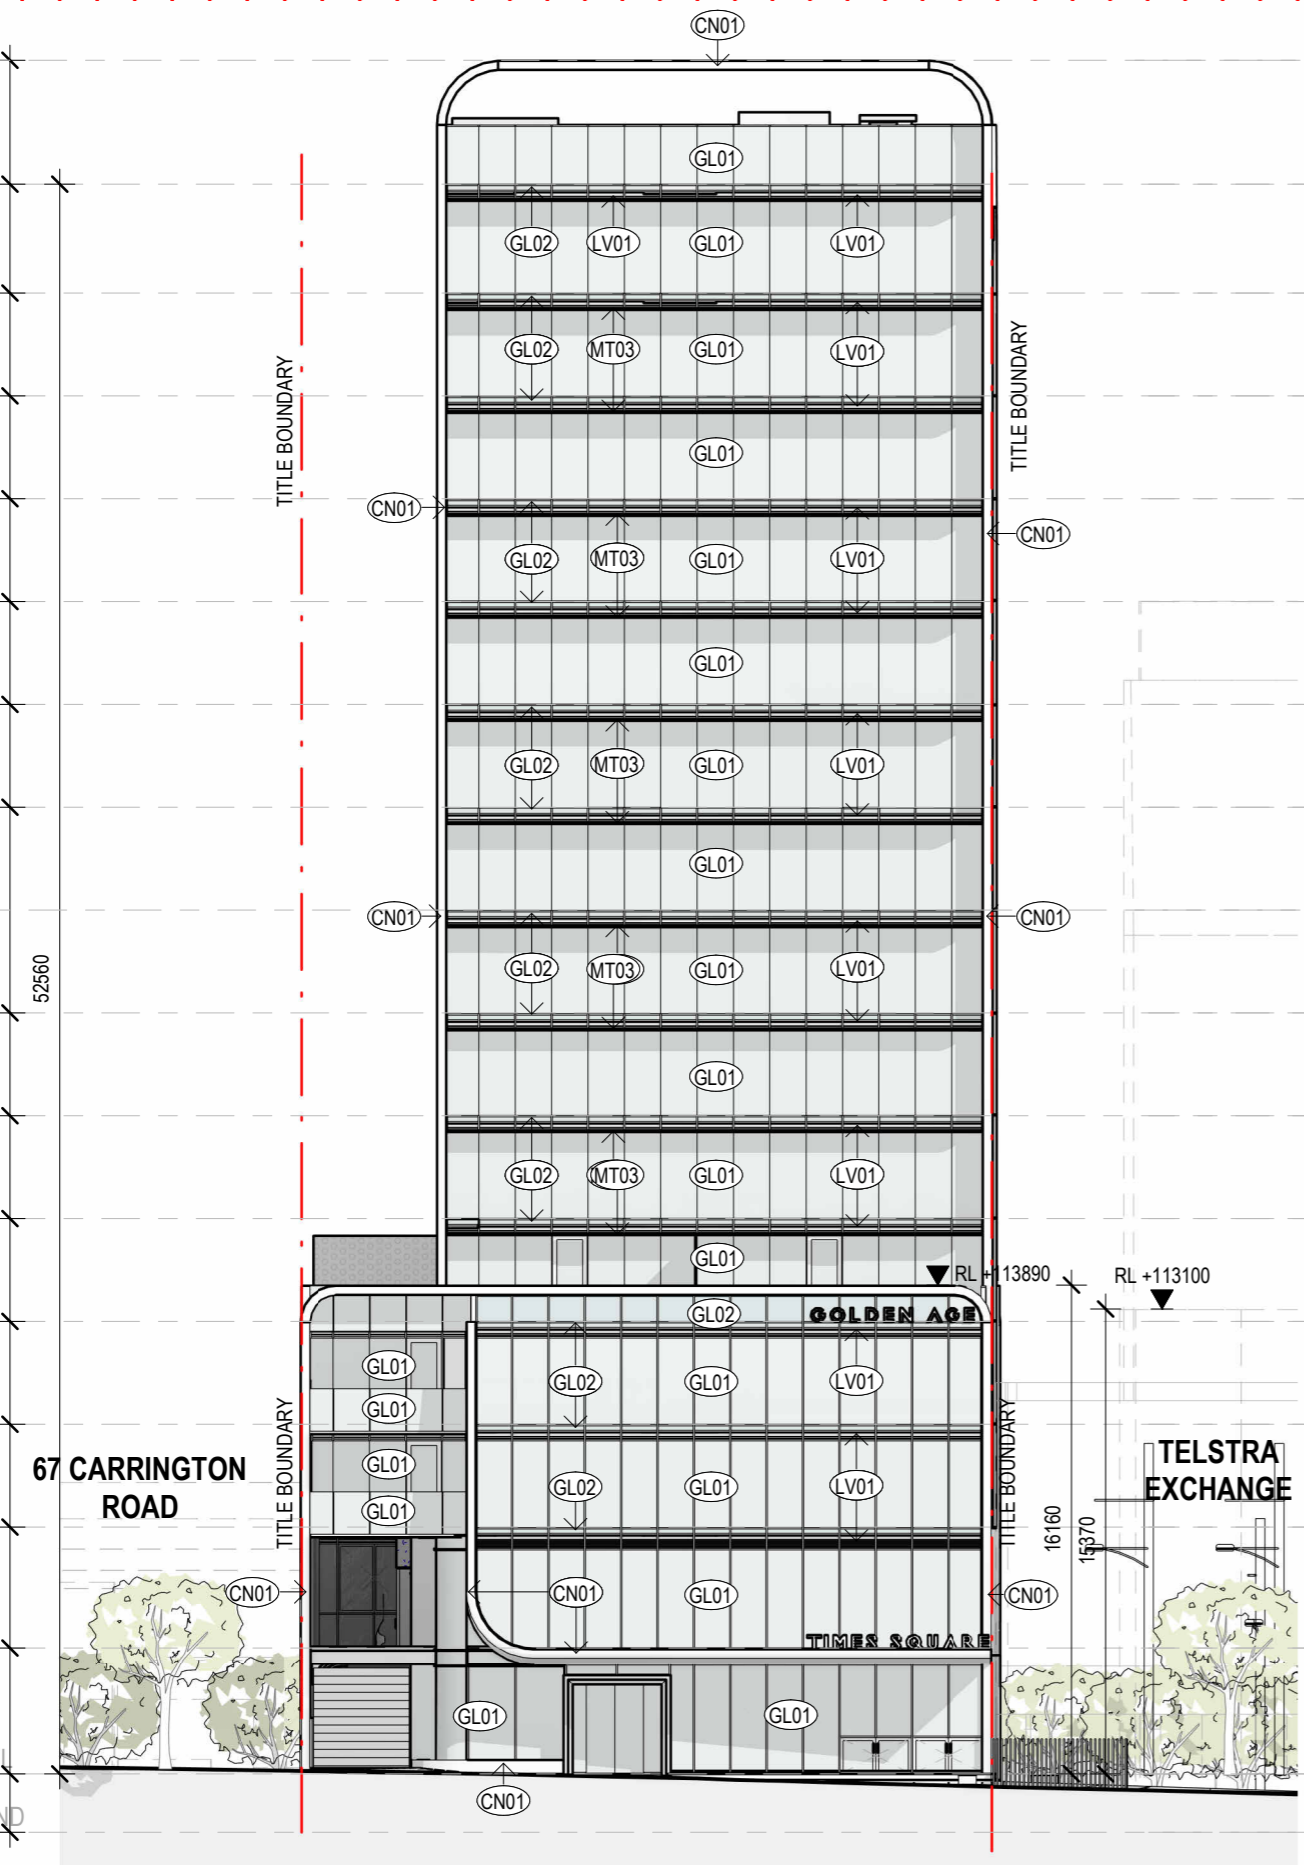 CN01
GL01
GL02 LV01 GL01 LV01
GL02 MT03 GL01 LV01
TITLE BOUNDARY
TITLE BOUNDARY
GL01
CN01
CN01
GL02 MT03 GL01 LV01
GL01
GL02 MT03 GL01 LV01
GL01
CN01 CN01
52560
GL02 MT03 GL01 LV01
GL01
GL02 MT03 GL01 LV01
GL01
RL +113890
RL +113100
GL02
GOLDEN AGE
GL01
GL02 GL01 LV01
GL01
TITLE BOUNDARY
TITLE BOUNDARY
67 CARRINGTON
ROAD
TELSTRA
EXCHANGE
GL01
GL02 GL01 LV01
GL01
16160
15370
CN01 CN01 GL01 CN01
TIMES SQUARE
GL01 GL01
CN01
ND